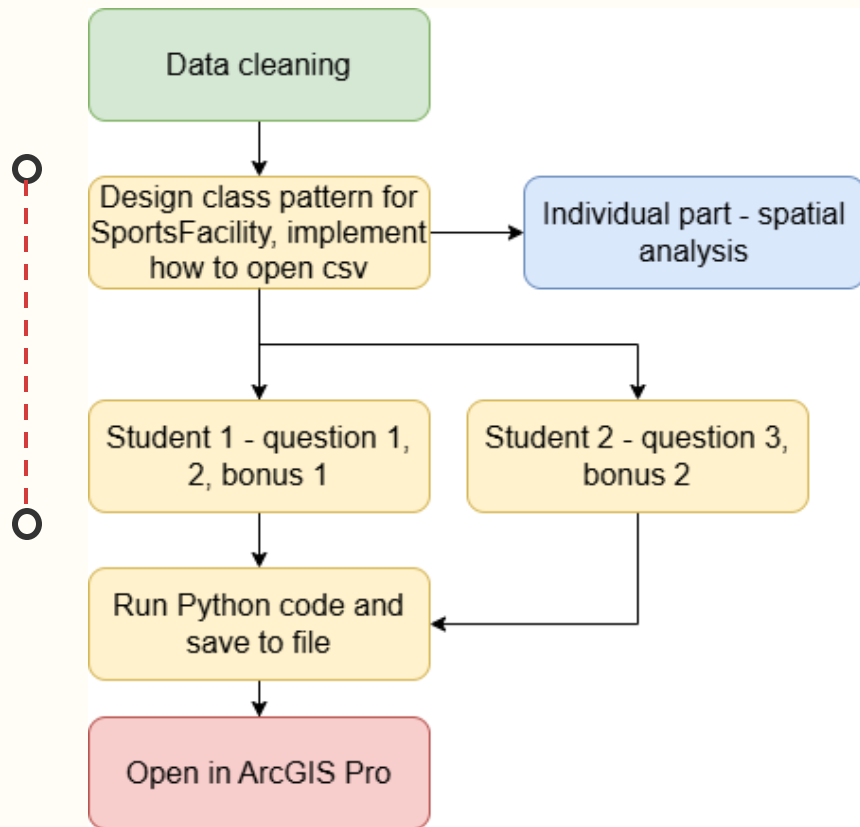 Data cleaning
Design class pattern for
SportsFacility, implement
how to open csv
Individual part - spatial
analysis
Student 1 - question 1,
2, bonus 1
Student 2 - question 3,
bonus 2
Run Python code and
save to file
Open in ArcGIS Pro